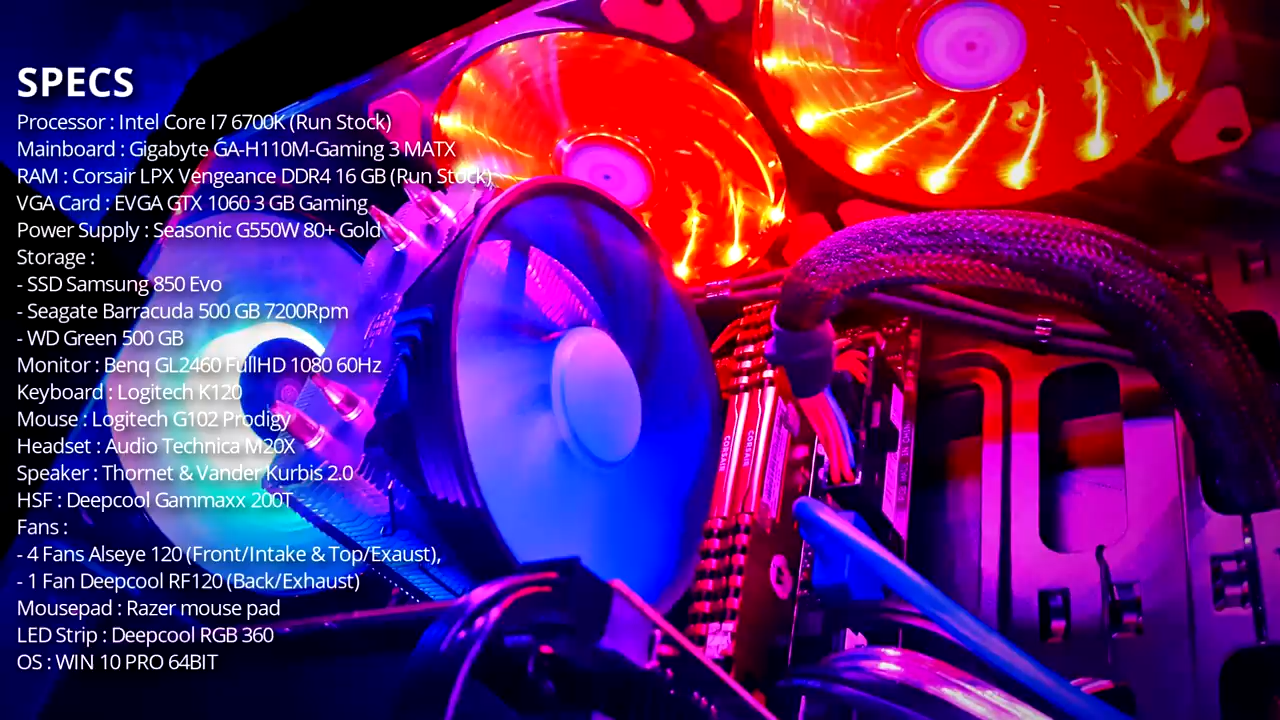 SPECS
Processor : Intel Core I7 6700K (Run Stock)
Mainboard : Gigabyte GA-H110M-Gaming 3 MATX
RAM : Corsair LPX Vengeance DDR4 16 GB (Run Stock)
VGA Card : EVGA GTX 1060 3 GB Gaming
Power Supply : Seasonic G550W 80+ Gold
Storage :
- SSD Samsung 850 Evo
- Seagate Barracuda 500 GB 7200Rpm
- WD Green 500 GB
Monitor : Benq GL2460 FullHD 1080 60Hz
Keyboard : Logitech K120
Mouse : Logitech G102 Prodigy
Headset : Audio Technica M20X
Speaker : Thornet & Vander Kurbis 2.0
HSF : Deepcool Gammaxx 200T
Fans :
- 4 Fans Alseye 120 (Front/Intake & Top/Exaust),
- 1 Fan Deepcool RF120 (Back/Exhaust)
Mousepad : Razer mouse pad
LED Strip : Deepcool RGB 360
OS : WIN 10 PRO 64BIT
CORSAIR
CORSAIR